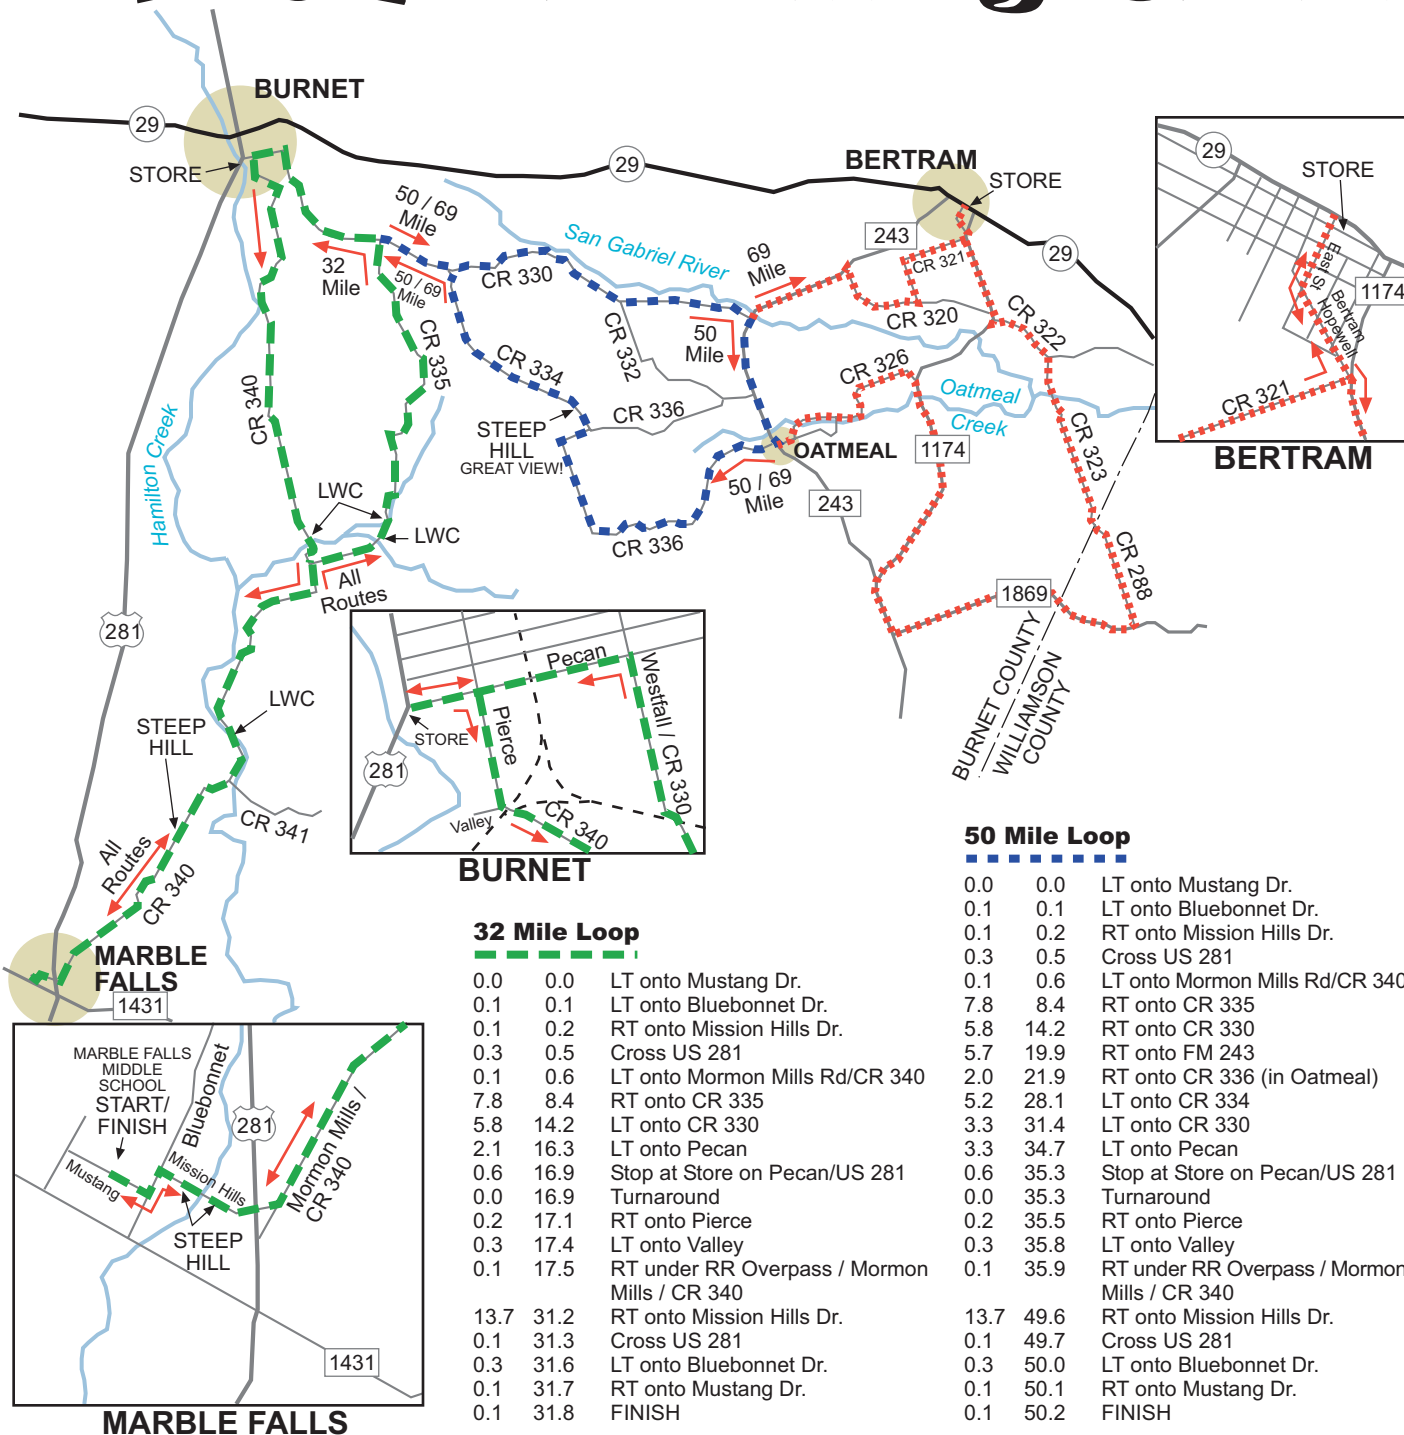 BURNET
29
STORE
29
BERTRAM
STORE
29
STORE
1174
East St.
Bertram
Hopewell
CR 321
BERTRAM
50 / 69
Mile
San Gabriel River
69
Mile
243
CR 321
29
32
Mile
50 / 69
Mile
CR 330
CR 320
CR 322
50
Mile
CR 332
CR 335
CR 334
CR 326
Oatmeal
Creek
CR 340
Hamilton Creek
CR 336
STEEP
HILL
GREAT VIEW!
OATMEAL
1174
CR 323
50 / 69
Mile
243
LWC
LWC
CR 336
CR 288
All
Routes
1869
281
BURNET COUNTY
WILLIAMSON
COUNTY
LWC
STEEP
HILL
CR 341
All
Routes
CR 340
MARBLE
FALLS
1431
Pecan
Westfall / CR 330
Pierce
STORE
281
Valley
CR 340
BURNET
MARBLE FALLS
MIDDLE
SCHOOL
START/
FINISH
Bluebonnet
281
Mustang
Mission Hills
Mormon Mills /
CR 340
STEEP
HILL
1431
MARBLE FALLS
32 Mile Loop
0.0 0.0 LT onto Mustang Dr.
0.1 0.1 LT onto Bluebonnet Dr.
0.1 0.2 RT onto Mission Hills Dr.
0.3 0.5 Cross US 281
0.1 0.6 LT onto Mormon Mills Rd/CR 340
7.8 8.4 RT onto CR 335
5.8 14.2 LT onto CR 330
2.1 16.3 LT onto Pecan
0.6 16.9 Stop at Store on Pecan/US 281
0.0 16.9 Turnaround
0.2 17.1 RT onto Pierce
0.3 17.4 LT onto Valley
0.1 17.5 RT under RR Overpass / Mormon
Mills / CR 340
13.7 31.2 RT onto Mission Hills Dr.
0.1 31.3 Cross US 281
0.3 31.6 LT onto Bluebonnet Dr.
0.1 31.7 RT onto Mustang Dr.
0.1 31.8 FINISH
50 Mile Loop
0.0 0.0 LT onto Mustang Dr.
0.1 0.1 LT onto Bluebonnet Dr.
0.1 0.2 RT onto Mission Hills Dr.
0.3 0.5 Cross US 281
0.1 0.6 LT onto Mormon Mills Rd/CR 340
7.8 8.4 RT onto CR 335
5.8 14.2 RT onto CR 330
5.7 19.9 RT onto FM 243
2.0 21.9 RT onto CR 336 (in Oatmeal)
5.2 28.1 LT onto CR 334
3.3 31.4 LT onto CR 330
3.3 34.7 LT onto Pecan
0.6 35.3 Stop at Store on Pecan/US 281
0.0 35.3 Turnaround
0.2 35.5 RT onto Pierce
0.3 35.8 LT onto Valley
0.1 35.9 RT under RR Overpass / Mormon
Mills / CR 340
13.7 49.6 RT onto Mission Hills Dr.
0.1 49.7 Cross US 281
0.3 50.0 LT onto Bluebonnet Dr.
0.1 50.1 RT onto Mustang Dr.
0.1 50.2 FINISH